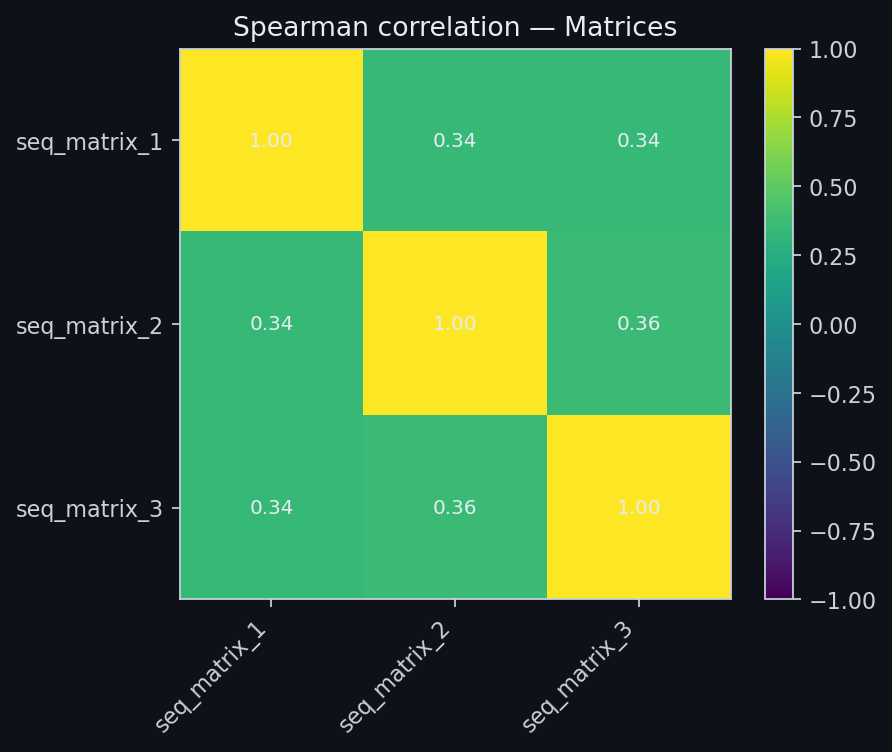 Spearman correlation — Matrices
seq_matrix_1 1.00 0.34 0.34
seq_matrix_2 0.34 1.00 0.36
seq_matrix_3 0.34 0.36 1.00
seq_matrix_1 seq_matrix_2 seq_matrix_3
1.00
0.75
0.50
0.25
0.00
−0.25
−0.50
−0.75
−1.00